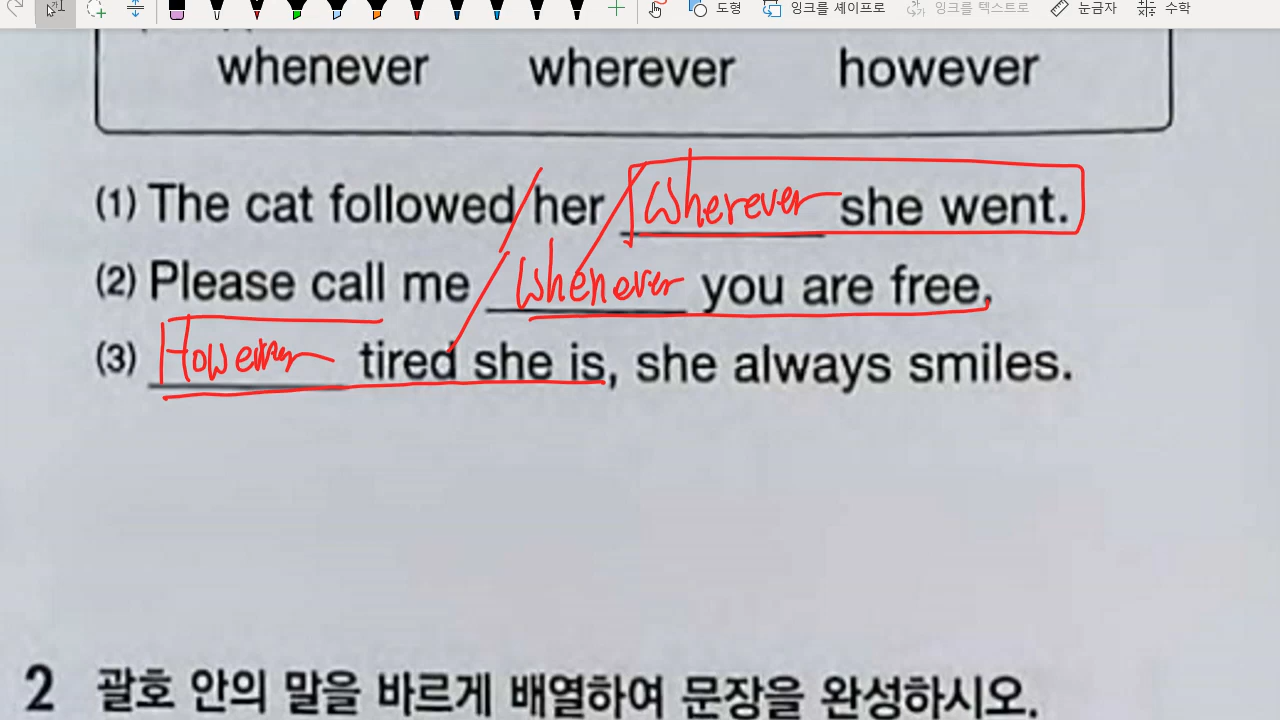 잉크를 셰이프로 잉크를 텍스트로 눈금자 수학 도형
whenever wherever however
(1) The cat followed her Wherever she went.
(2) Please call me whenever you are free.
(3) However tired she is, she always smiles.
2 괄호 안의 말을 바르게 배열하여 문장을 완성하시오.